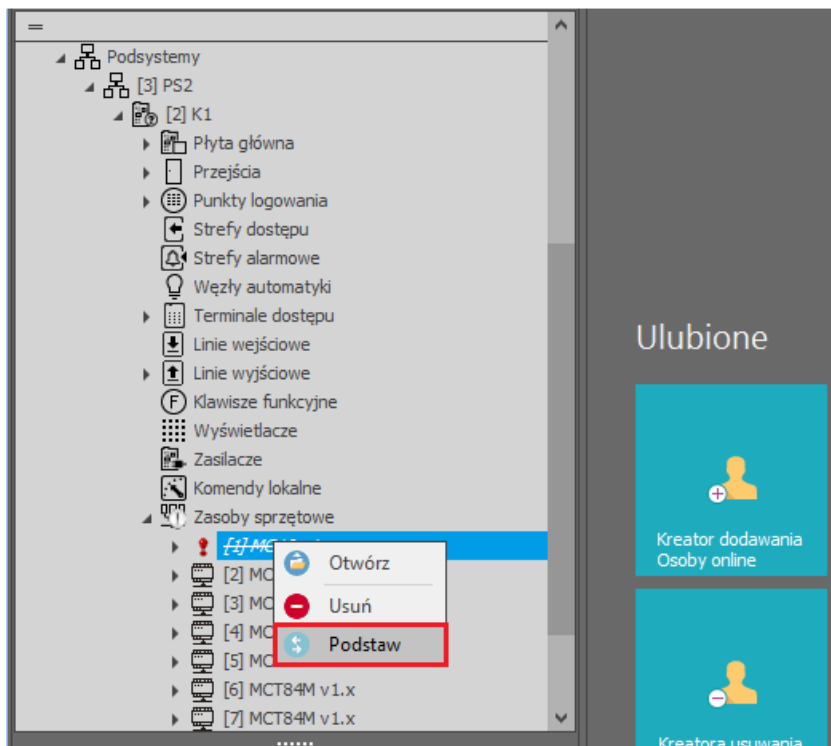 Podsystemy
[3] PS2
[2] K1
Płyta główna
Przejścia
Punkty logowania
Strefy dostępu
Strefy alarmowe
Węzły automatyki
Terminale dostępu
Linie wejściowe
Linie wyjściowe
F Klawisze funkcyjne
Wyświetlacze
Zasilacze
Komendy lokalne
Zasoby sprzętowe
[1]
[2] MC
[3] MC
[4] MC
[5] MC
[6] MCT84M v1.x
[7] MCT84M v1.x
Otwórz
Usuń
Podstaw
Ulubione
Kreator dodawania
Osoby online
Kreatora usuwania